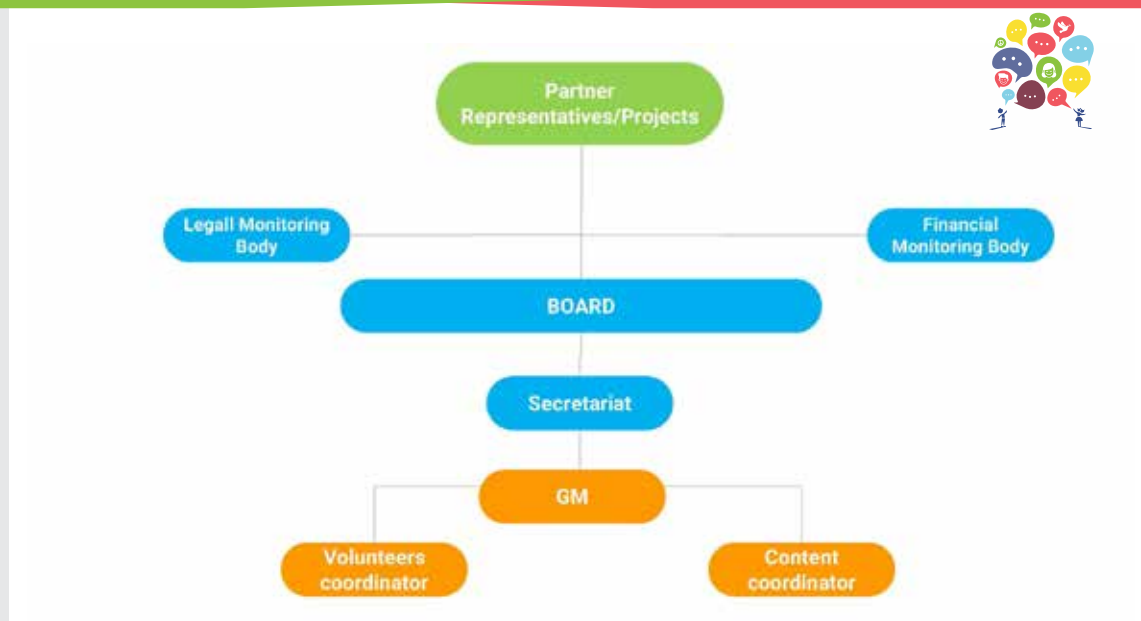 Partner
Representatives/Projects
Legall Monitoring
Body
Financial
Monitoring Body
BOARD
Secretariat
GM
Volunteers
coordinator
Content
coordinator